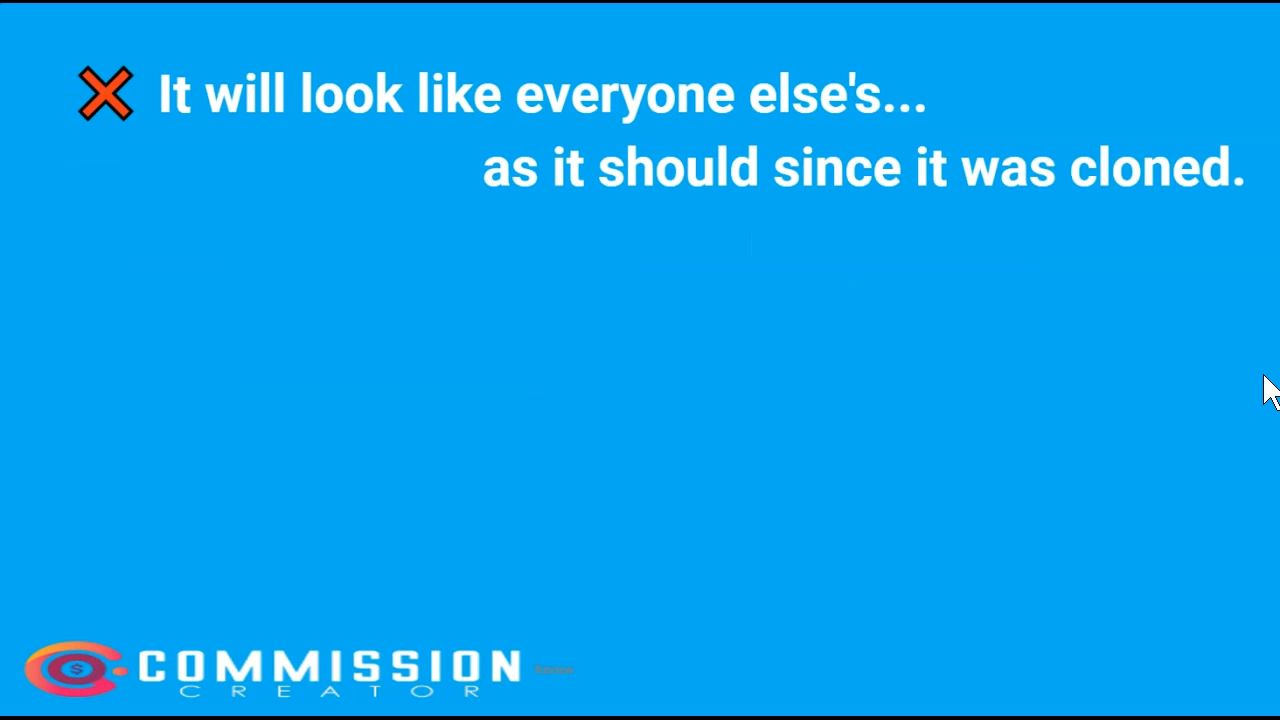 It will look like everyone else's...
as it should since it was cloned.
$
COMMISSION
CREATOR